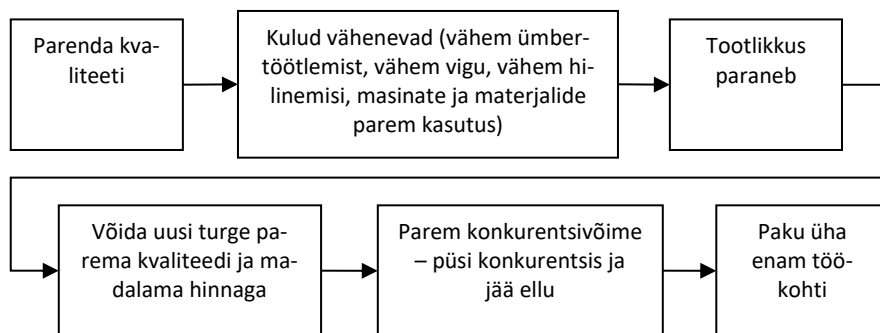 Parenda kva-
liteeti
Kulud vähenevad (vähem ümber-
töötlemist, vähem vigu, vähem hi-
linemisi, masinate ja materjalide
parem kasutus)
Tootlikkus
paraneb
Võida uusi turge pa-
rema kvaliteedi ja ma-
dalama hinnaga
Parem konkurentsivõime
– püsi konkurentsis ja
jää ellu
Paku üha
enam töö-
kohti